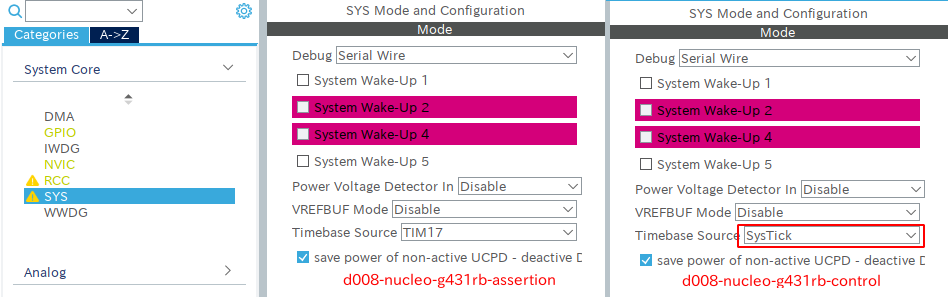 Categories
A->Z
System Core
DMA
GPIO
IWDG
NVIC
RCC
SYS
WWDG
Analog
SYS Mode and Configuration
Mode
Debug Serial Wire
System Wake-Up 1
System Wake-Up 2
System Wake-Up 4
System Wake-Up 5
Power Voltage Detector In Disable
VREFBUF Mode Disable
Timebase Source TIM17
save power of non-active UCPD - deactive D
d008-nucleo-g431rb-assertion
SYS Mode and Configuration
Mode
Debug Serial Wire
System Wake-Up 1
System Wake-Up 2
System Wake-Up 4
System Wake-Up 5
Power Voltage Detector In Disable
VREFBUF Mode Disable
Timebase Source SysTick
save power of non-active UCPD - deactive D
d008-nucleo-g431rb-control